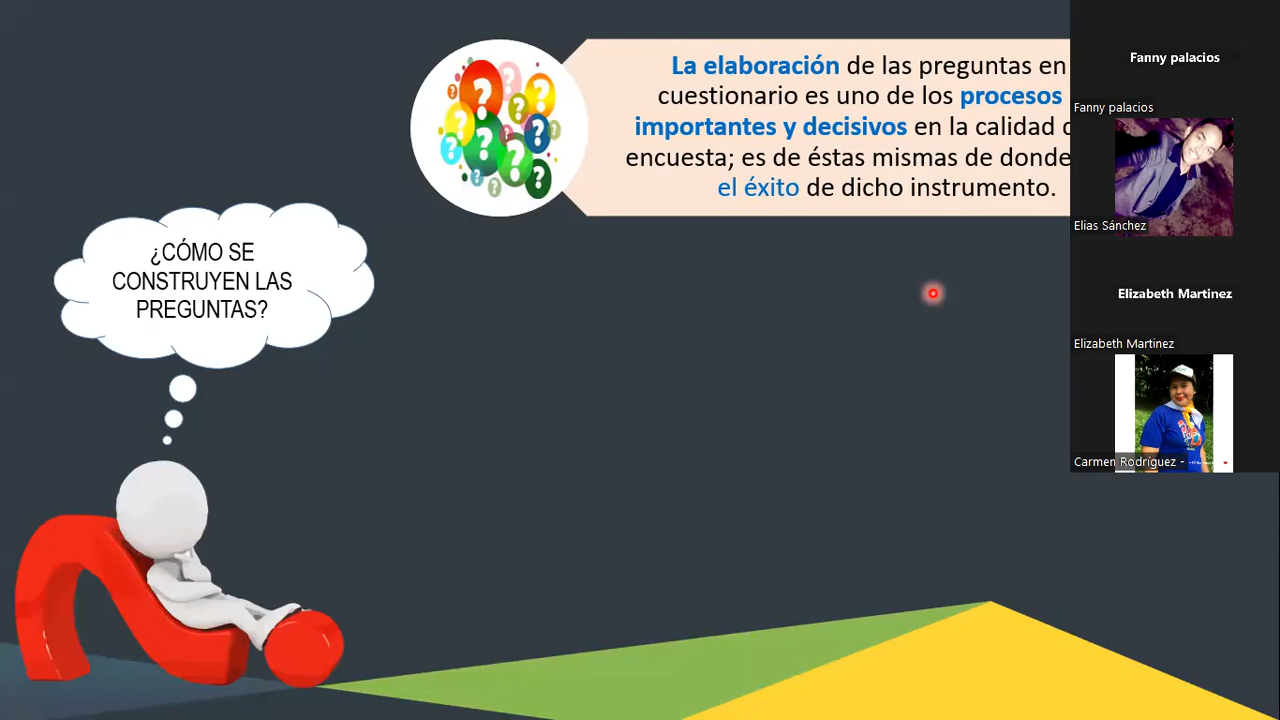 La elaboración de las preguntas en
cuestionario es uno de los procesos
importantes y decisivos en la calidad
encuesta; es de éstas mismas de donde
el éxito de dicho instrumento.
¿CÓMO SE
CONSTRUYEN LAS
PREGUNTAS?
Fanny palacios
Fanny palacios
Elias Sánchez
Elizabeth Martinez
Elizabeth Martinez
Carmen Rodríguez -